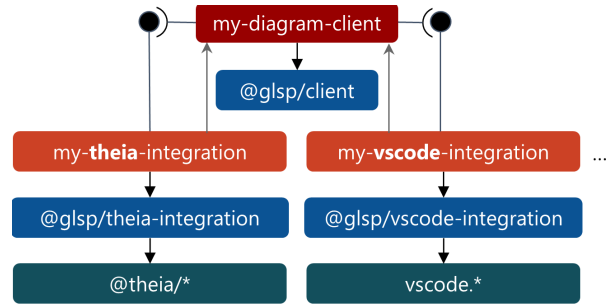 my-diagram-client
@glsp/client
my-theia-integration
my-vscode-integration
...
@glsp/theia-integration
@glsp/vscode-integration
@theia/*
vscode.*